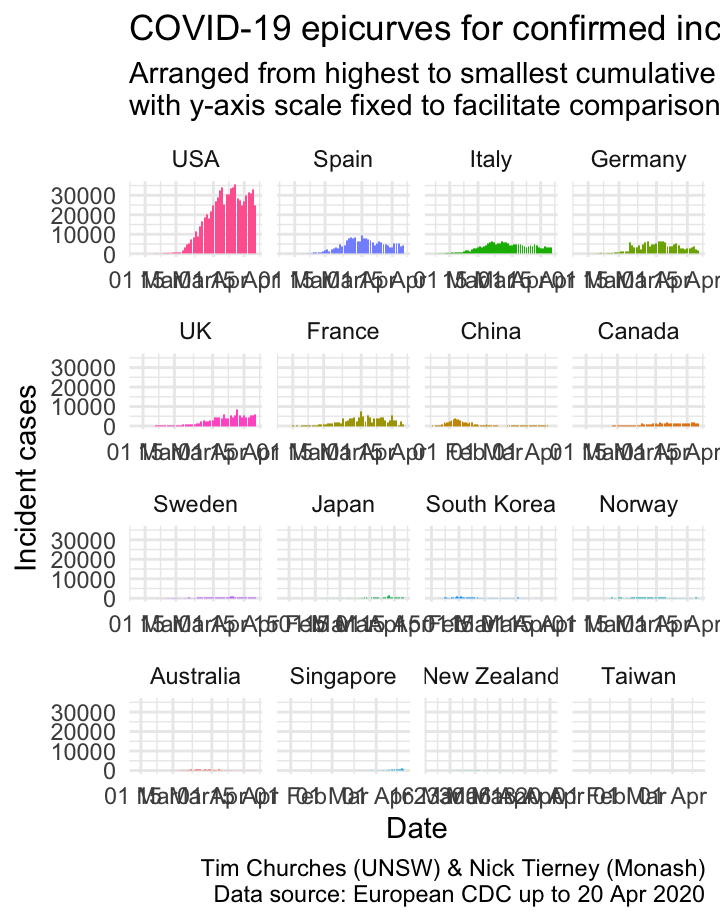 COVID-19 epicurves for confirmed inc
Arranged from highest to smallest cumulative
with y-axis scale fixed to facilitate comparison
USA Spain Italy Germany
30000
20000
10000
0
UK France China Canada
30000
20000
10000
0
Sweden Japan South Korea Norway
30000
20000
10000
0
Australia Singapore New Zealand Taiwan
30000
20000
10000
0
Incident cases
Date
Tim Churches (UNSW) & Nick Tierney (Monash)
Data source: European CDC up to 20 Apr 2020